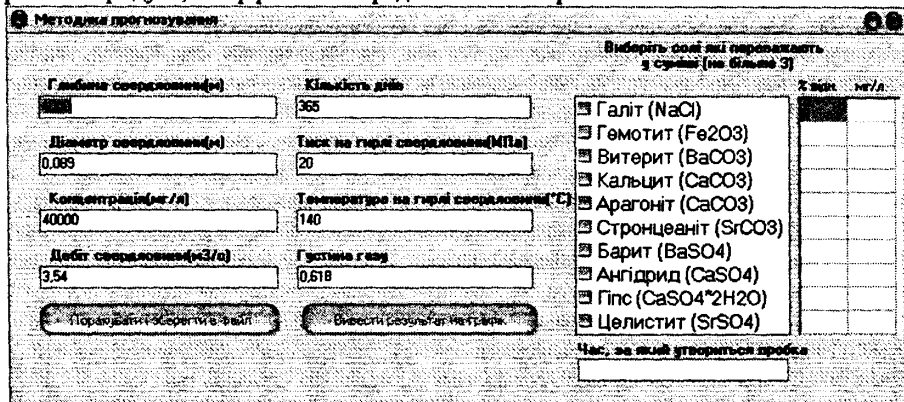 Методика прогнозування
Виберіть солі які переважають
у суміші (не більше 3)
Глибина свердловини(м)
Кількість днів
365
% відн.
мг/л
Діаметр свердловини(м)
0.089
Тиск на гирлі свердловини(МПа)
20
Концентрація(мг/л)
40000
Температура на гирлі свердловини(°C)
140
Дебіт свердловини(м3/с)
3,54
Густина газу
0,618
Порахувати і зберегти в файл
Вивести результат на графік
Галіт (NaCl)
Гемотит (Fe2O3)
Витерит (BaCO3)
Кальцит (CaCO3)
Арагоніт (CaCO3)
Стронцеаніт (SrCO3)
Барит (BaSO4)
Ангідрид (CaSO4)
Гіпс (CaSO4*2H2O)
Целистит (SrSO4)
Час, за який утвориться пробка